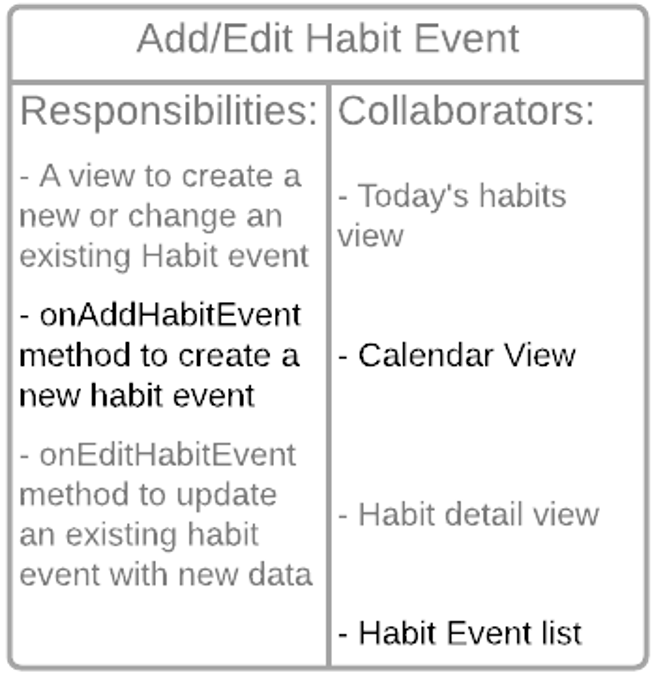 Add/Edit Habit Event
Responsibilities:
- A view to create a
new or change an
existing Habit event
- onAddHabitEvent
method to create a
new habit event
- onEditHabitEvent
method to update
an existing habit
event with new data
Collaborators:
- Today's habits
view
- Calendar View
- Habit detail view
- Habit Event list